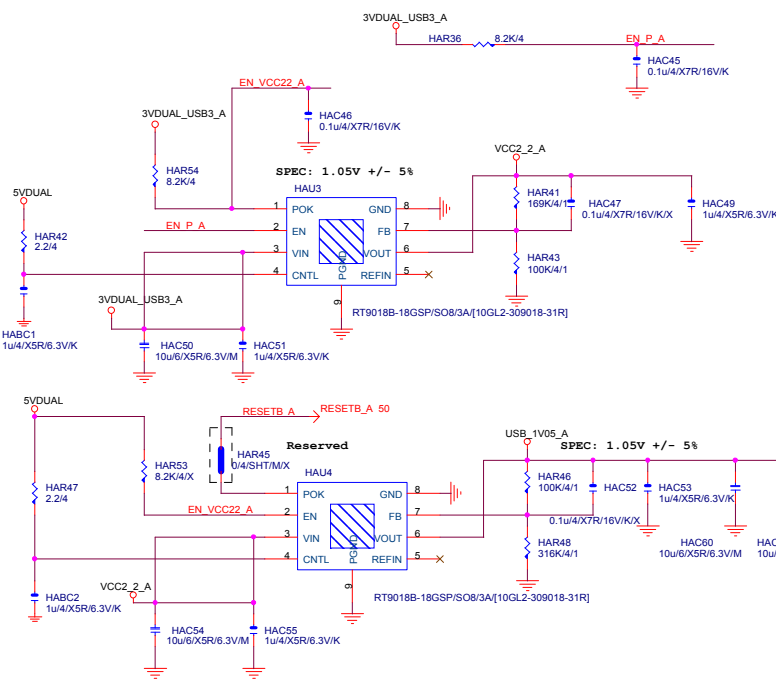 3VDUAL_USB3_A
HAR36 8.2K/4 EN_P_A
HAC45
0.1u/4/X7R/16V/K
EN_VCC22_A
HAC46
0.1u/4/X7R/16V/K
3VDUAL_USB3_A
HAR54
8.2K/4
SPEC: 1.05V +/- 5%
HAU3
VCC2_2_A
5VDUAL
HAR42
2.2/4
EN_P_A
1 POK GND 8
2 EN FB 7
3 VIN VOUT 6
4 CNTL REFIN 5
PGND
9
HAR41
169K/4/1
HAC47
0.1u/4/X7R/16V/K/X
HAC49
1u/4/X5R/6.3V/K
HAR43
100K/4/1
RT9018B-18GSP/SO8/3A/[10GL2-309018-31R]
3VDUAL_USB3_A
HABC1
1u/4/X5R/6.3V/K
HAC50
10u/6/X5R/6.3V/M
HAC51
1u/4/X5R/6.3V/K
5VDUAL
RESETB_A RESETB_A 50
HAR45
0/4/SHT/M/X
Reserved
HAU4
USB_1V05_A
SPEC: 1.05V +/- 5%
HAR53
8.2K/4/X
HAR47
2.2/4
EN_VCC22_A
1 POK GND 8
2 EN FB 7
3 VIN VOUT 6
4 CNTL REFIN 5
PGND
9
HAR46
100K/4/1
HAC52
0.1u/4/X7R/16V/K/X
HAC53
1u/4/X5R/6.3V/K
HAR48
316K/4/1
HAC60
10u/6/X5R/6.3V/M
HAC
10u/
RT9018B-18GSP/SO8/3A/[10GL2-309018-31R]
VCC2_2_A
HABC2
1u/4/X5R/6.3V/K
HAC54
10u/6/X5R/6.3V/M
HAC55
1u/4/X5R/6.3V/K